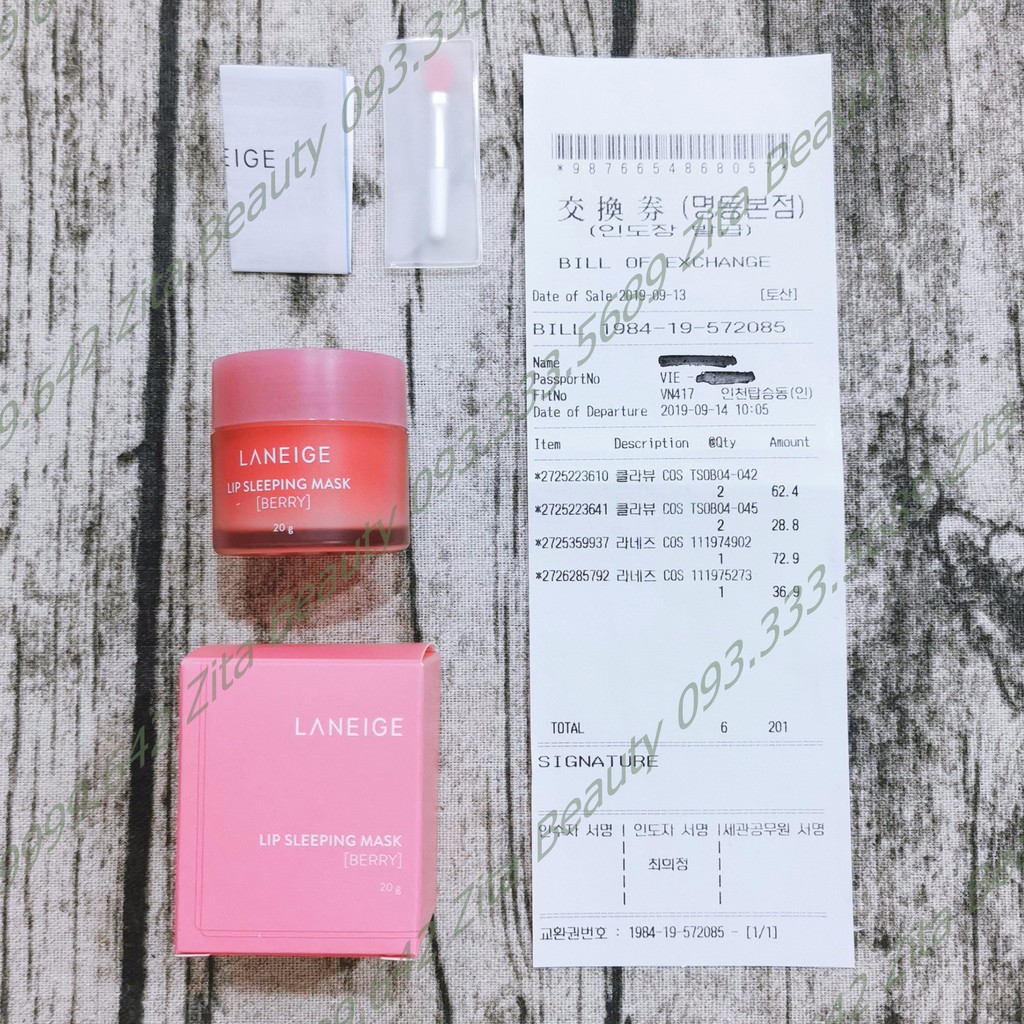 EIGE
LANEIGE
LIP SLEEPING MASK
[BERRY]
20 g
LANEIGE
LIP SLEEPING MASK
[BERRY]
20 g
*987665486805
交換券(명동본점)
(인도장 발급)
BILL OF EXCHANGE
Date of Sale 2019-09-13 [토산]
BILL 1984-19-572085
Name
PassportNo VIE -
FltNo VN417 인천탑승동(인)
Date of Departure 2019-09-14 10:05
Item Description @Qty Amount
*2725223610 클라뷰 COS TSOB04-042
2 62.4
*2725223641 클라뷰 COS TSOB04-045
2 28.8
*2725359937 라네즈 COS 111974902
1 72.9
*2726285792 라네즈 COS 111975273
1 36.9
TOTAL 6 201
SIGNATURE
인수자 서명 | 인도자 서명 | 세관공무원 서명
최의정
교환권번호 : 1984-19-572085 - [1/1]
Zita Beauty 093.333.5689